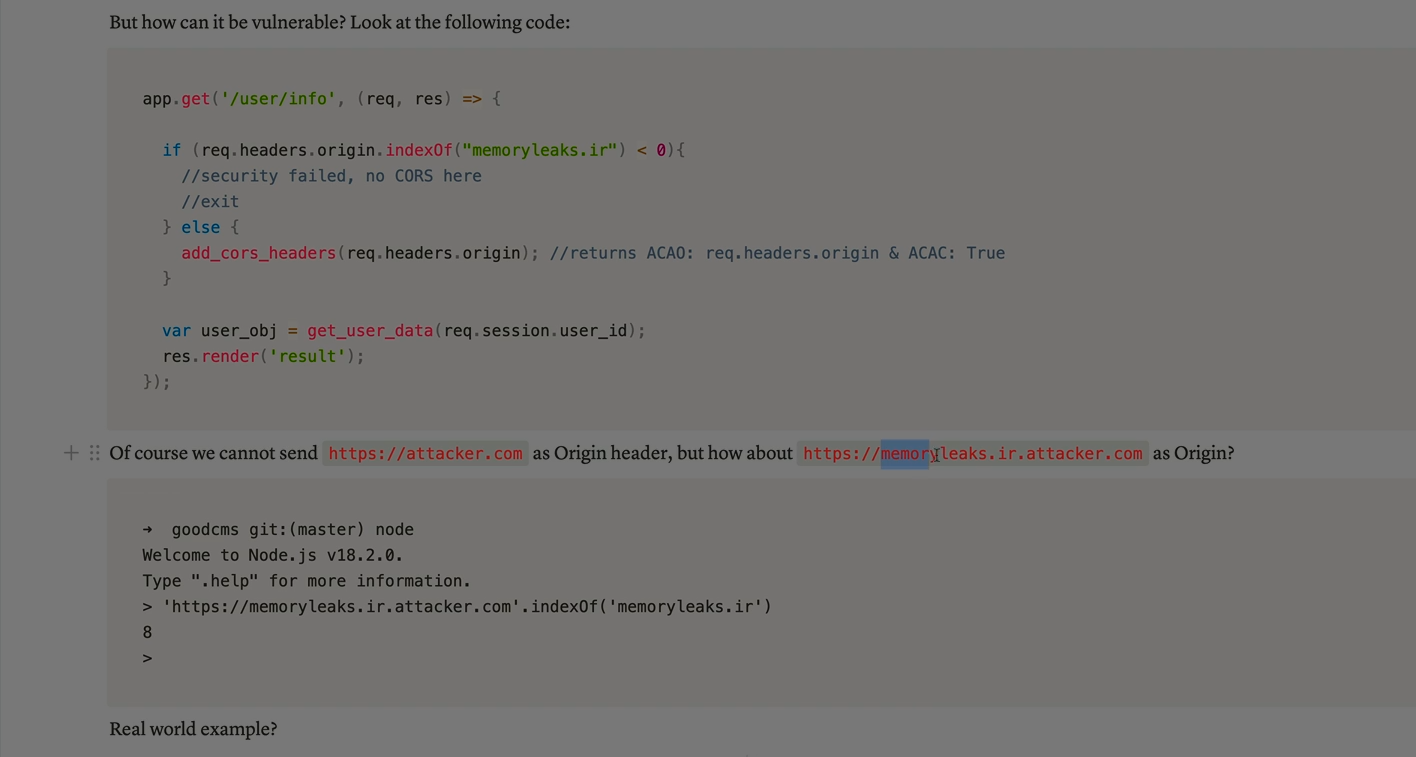 But how can it be vulnerable? Look at the following code:
app.get('/user/info', (req, res) => {
if (req.headers.origin.indexOf("memoryleaks.ir") < 0){
//security failed, no CORS here
//exit
} else {
add_cors_headers(req.headers.origin); //returns ACAO: req.headers.origin & ACAC: True
}
var user_obj = get_user_data(req.session.user_id);
res.render('result');
});
Of course we cannot send https://attacker.com as Origin header, but how about https://memoryleaks.ir.attacker.com as Origin?
→ goodcms git:(master) node
Welcome to Node.js v18.2.0.
Type ".help" for more information.
> 'https://memoryleaks.ir.attacker.com'.indexOf('memoryleaks.ir')
8
>
Real world example?